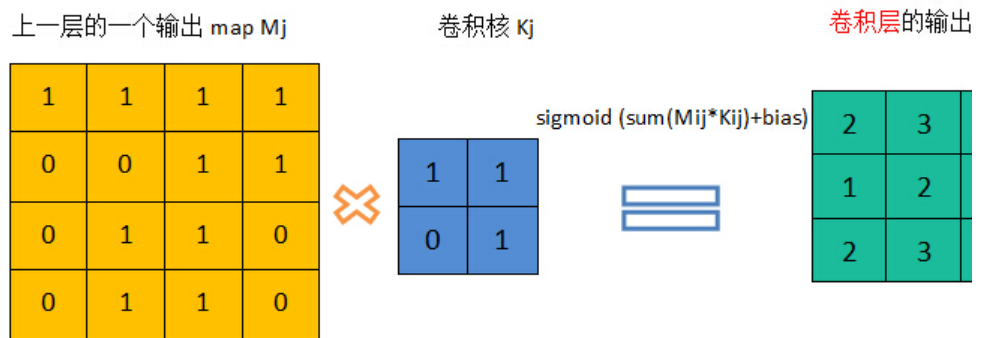 上一层的一个输出 map Mj
卷积核 Kj
卷积层的输出
sigmoid (sum(Mij*Kij)+bias)
1 1 1 1
0 0 1 1
0 1 1 0
0 1 1 0
1 1
0 1
2 3
1 2
2 3